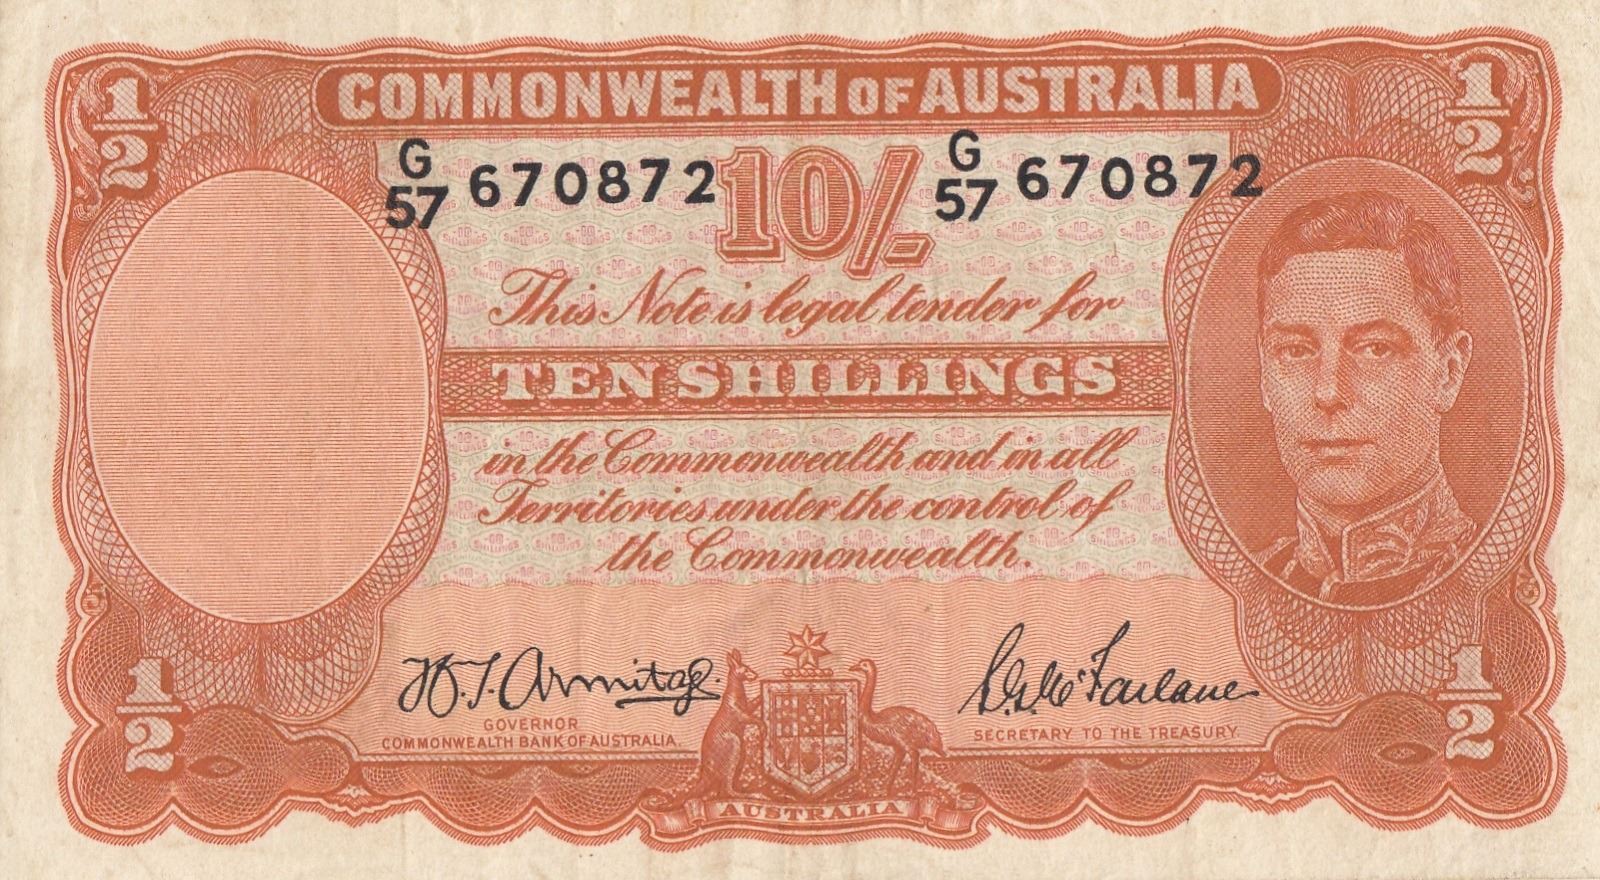 1/2 COMMONWEALTH OF AUSTRALIA 1/2
G/57 670872 10/- G/57 670872
This Note is legal tender for
TEN SHILLINGS
in the Commonwealth and in all
Territories under the control of
the Commonwealth.
H.T. Armitage. L.G. McFarlane
1/2 GOVERNOR 1/2
COMMONWEALTH BANK OF AUSTRALIA. SECRETARY TO THE TREASURY.
AUSTRALIA